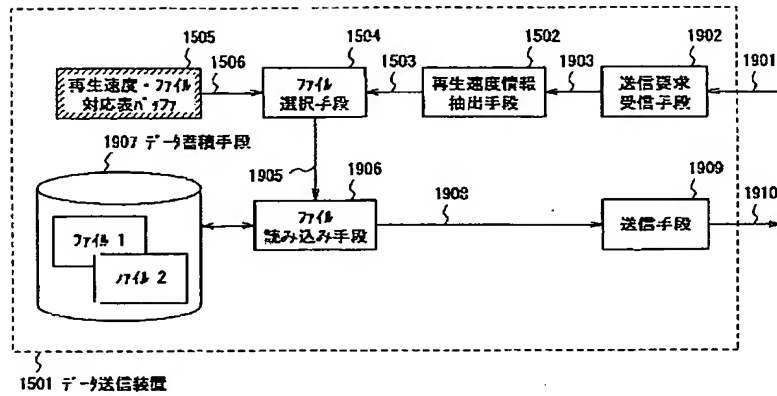 1505
1506
再生速度・ファイル
対応表バッファ
1504
ファイル
選択手段
1503
1502
再生速度情報
抽出手段
1903
1902
送信要求
受信手段
1901
1907 データ蓄積手段
ファイル 1
ファイル 2
1905
1906
ファイル
読み込み手段
1908
1909
送信手段
1910
1501 データ送信装置